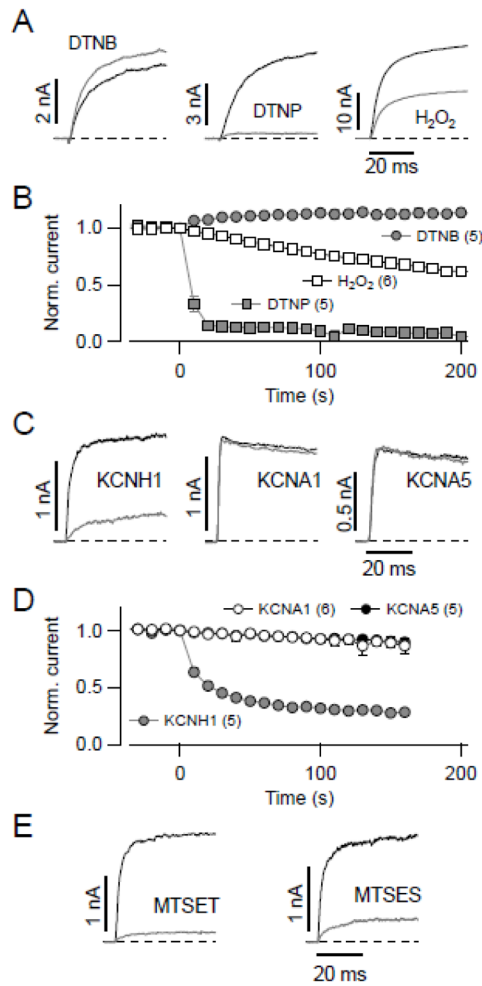 A
DTNB
2 nA
DTNP
3 nA
H₂O₂
10 nA
20 ms
B
Norm. current
1.0
0.5
0.0
DTNB (5)
H₂O₂ (6)
DTNP (5)
0 100 200
Time (s)
C
KCNH1
1 nA
KCNA1
1 nA
KCNA5
0.5 nA
20 ms
D
Norm. current
1.0
0.5
0.0
KCNA1 (6) KCNA5 (5)
KCNH1 (5)
0 100 200
Time (s)
E
MTSET
1 nA
MTSES
1 nA
20 ms